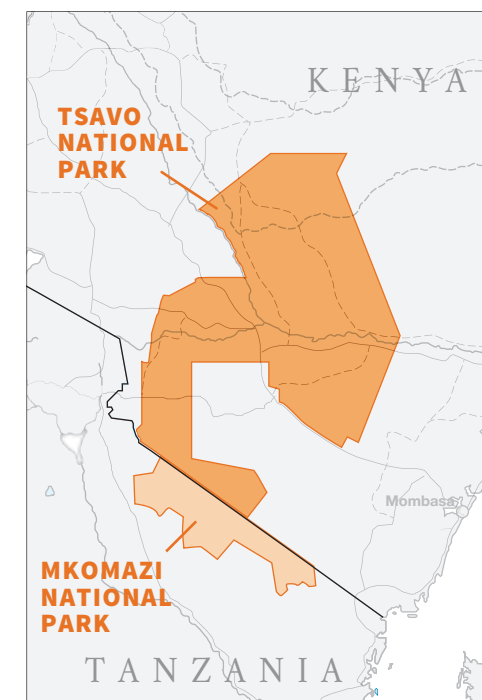 KENYA
TSAVO
NATIONAL
PARK
Mombasa
MKOMAZI
NATIONAL
PARK
TANZANIA